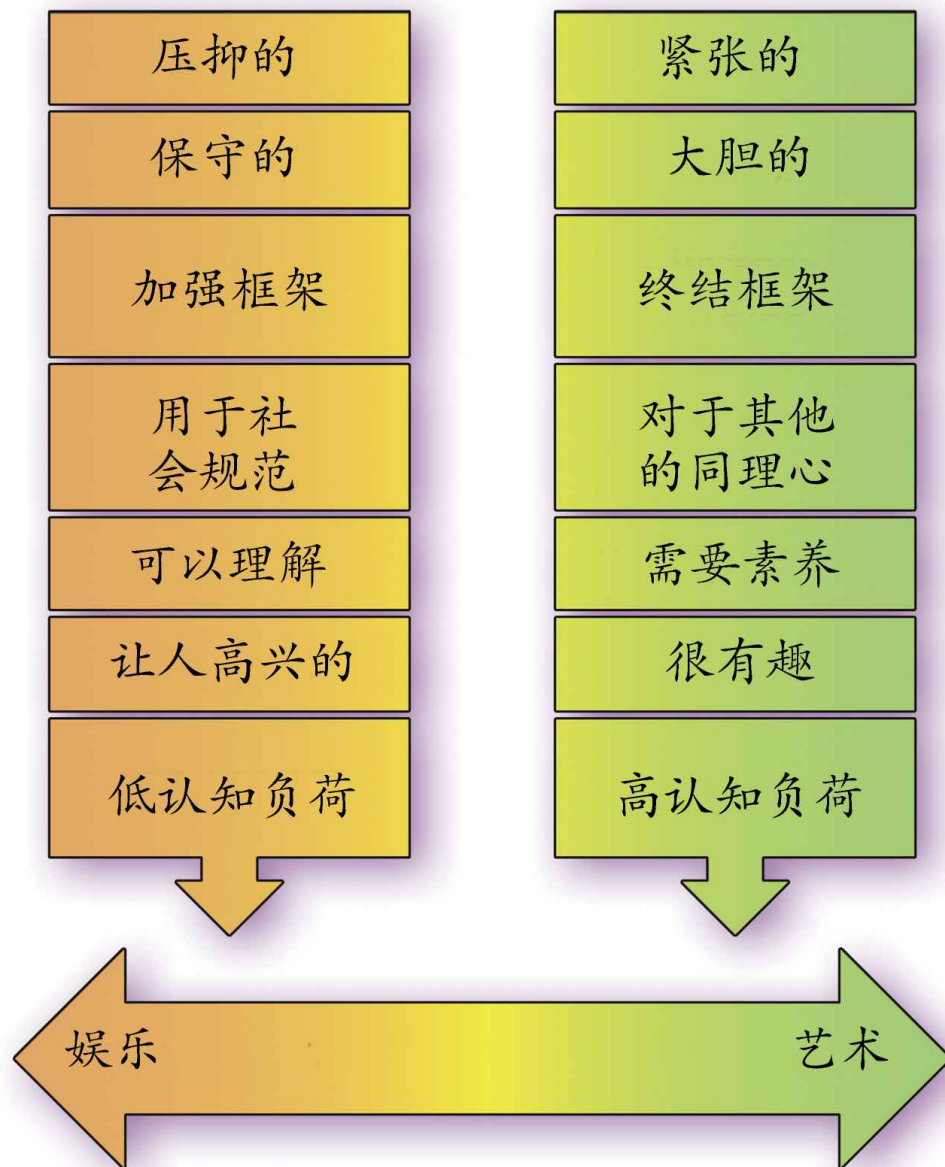 压抑的
保守的
加强框架
用于社
会规范
可以理解
让人高兴的
低认知负荷
紧张的
大胆的
终结框架
对于其他
的同理心
需要素养
很有趣
高认知负荷
娱乐
艺术